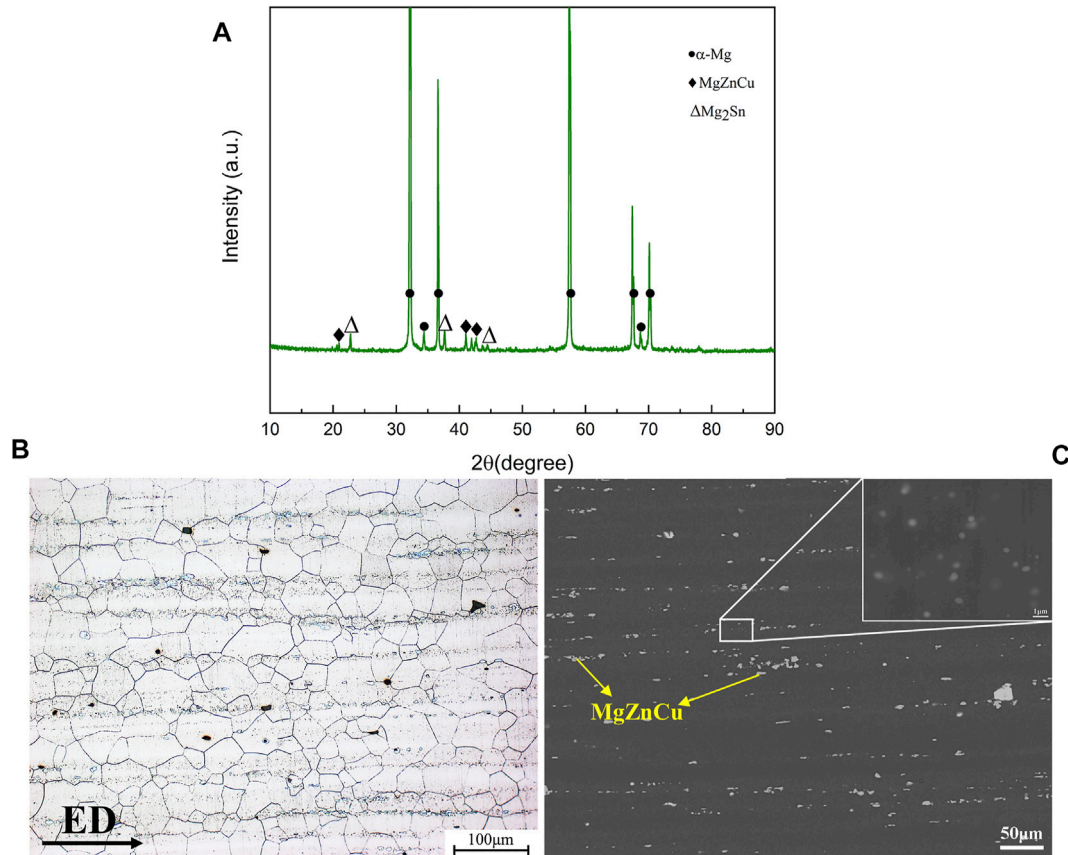 A
●α-Mg
◆MgZnCu
ΔMg₂Sn
Intensity (a.u.)
Δ
Δ
Δ
10 20 30 40 50 60 70 80 90
2θ(degree)
B
C
1μm
MgZnCu
ED
100μm
50μm